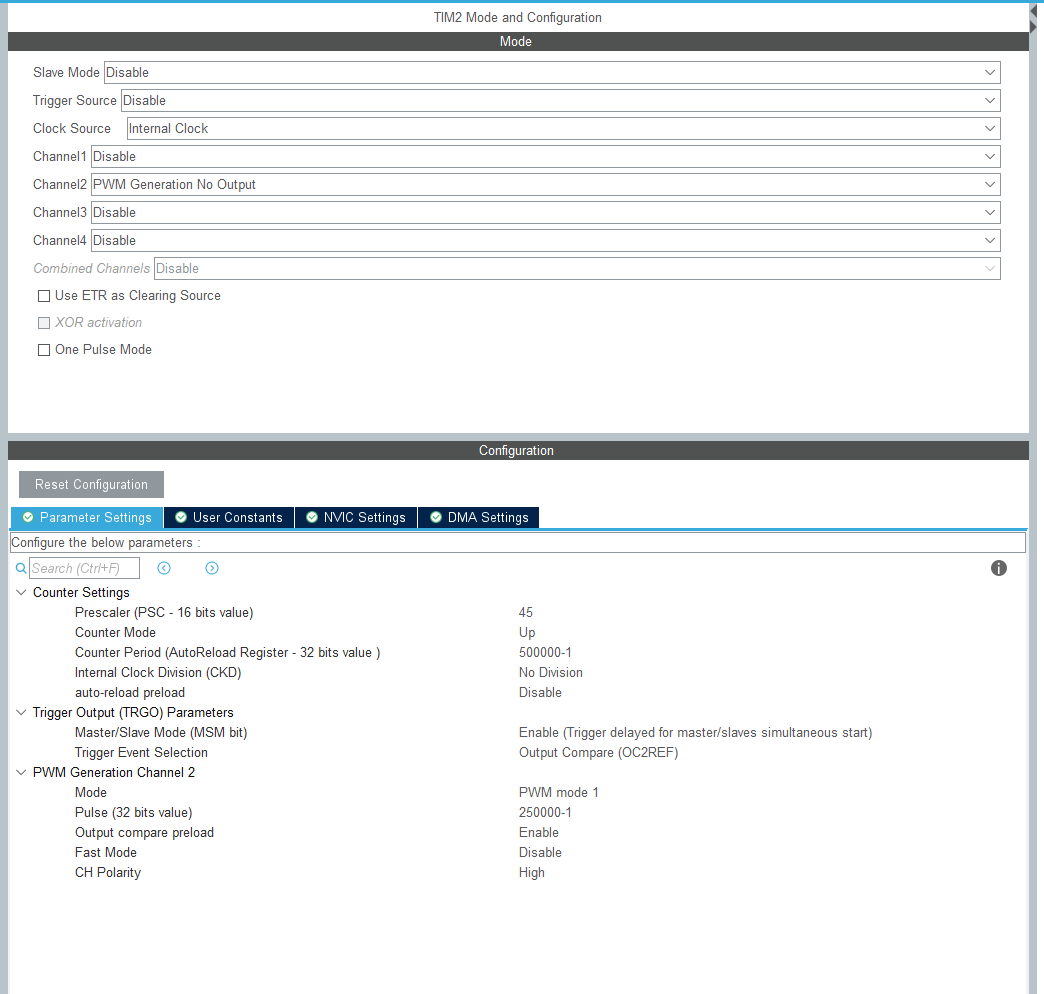 TIM2 Mode and Configuration
Mode
Slave Mode Disable
Trigger Source Disable
Clock Source Internal Clock
Channel1 Disable
Channel2 PWM Generation No Output
Channel3 Disable
Channel4 Disable
Combined Channels Disable
Use ETR as Clearing Source
XOR activation
One Pulse Mode
Configuration
Reset Configuration
Parameter Settings User Constants NVIC Settings DMA Settings
Configure the below parameters :
Search (Ctrl+F)
Counter Settings
Prescaler (PSC - 16 bits value) 45
Counter Mode Up
Counter Period (AutoReload Register - 32 bits value ) 500000-1
Internal Clock Division (CKD) No Division
auto-reload preload Disable
Trigger Output (TRGO) Parameters
Master/Slave Mode (MSM bit) Enable (Trigger delayed for master/slaves simultaneous start)
Trigger Event Selection Output Compare (OC2REF)
PWM Generation Channel 2
Mode PWM mode 1
Pulse (32 bits value) 250000-1
Output compare preload Enable
Fast Mode Disable
CH Polarity High